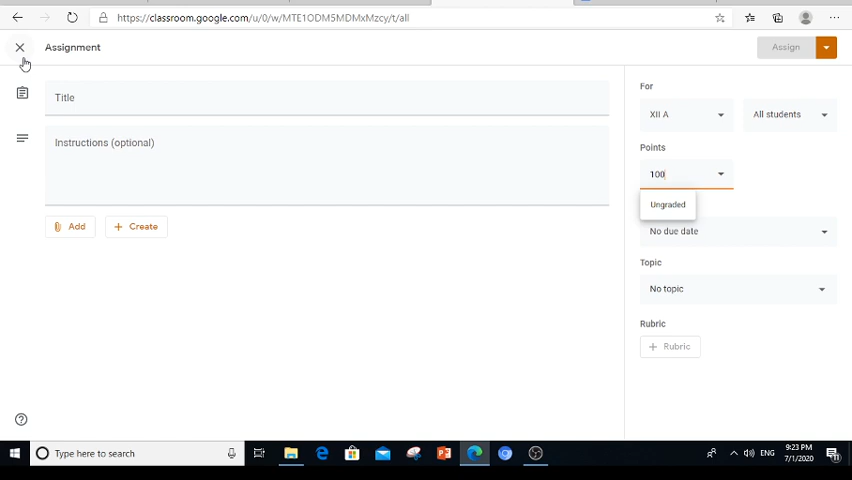 https://classroom.google.com/u/0/w/MTE1ODM5MDMxMzcy/t/all
Assignment
Assign
Title
Instructions (optional)
Add
Create
For
XII A
All students
Points
100
Ungraded
No due date
Topic
No topic
Rubric
Rubric
Type here to search
ENG
9:23 PM
7/1/2020